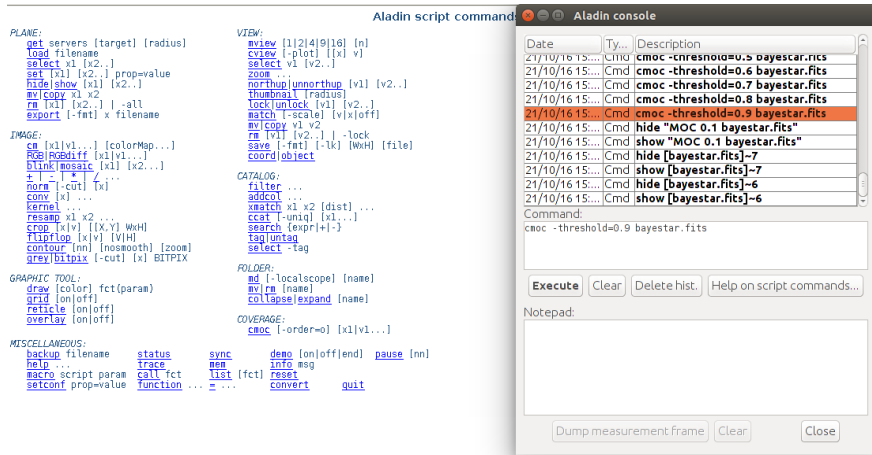 Aladin script command
PLANE:
get servers [target] [radius]
load filename
select x1 [x2..]
set [x1] [x2..] prop=value
hide|show [x1] [x2..]
mv|copy x1 x2
rm [x1] [x2..] | -all
export [-fmt] x filename
IMAGE:
cm [x1|v1...] [colorMap...]
RGB|RGBdiff [x1|v1...]
blink|mosaic [x1] [x2...]
+ | - | * | / ...
norm [-cut] [x]
conv [x] ...
kernel ...
resamp x1 x2 ...
crop [x|v] [[X,Y] WxH]
flipflop [x|v] [V|H]
contour [nn] [nosmooth] [zoom]
grey|bitpix [-cut] [x] BITPIX
GRAPHIC TOOL:
draw [color] fct(param)
grid [on|off]
reticle [on|off]
overlay [on|off]
VIEW:
mview [1|2|4|9|16] [n]
cview [-plot] [[x] v]
select v1 [v2..]
zoom ...
northup|unnorthup [v1] [v2..]
thumbnail [radius]
lock|unlock [v1] [v2..]
match [-scale] [v|x|off]
mv|copy v1 v2
rm [v1] [v2..] | -lock
save [-fmt] [-lk] [WxH] [file]
coord|object
CATALOG:
filter ...
addcol ...
xmatch x1 x2 [dist] ...
ccat [-uniq] [x1...]
search {expr|+|-}
tag|untag
select -tag
FOLDER:
md [-localscope] [name]
mv|rm [name]
collapse|expand [name]
COVERAGE:
cmoc [-order=o] [x1|v1...]
MISCELLANEOUS:
backup filename status sync demo [on|off|end] pause [nn]
help ... trace mem info msg
macro script param call fct list [fct] reset
setconf prop=value function ... = ... convert quit
Aladin console
Date Ty... Description
21/10/16 15:... Cmd cmoc -threshold=0.5 bayestar.fits
21/10/16 15:... Cmd cmoc -threshold=0.6 bayestar.fits
21/10/16 15:... Cmd cmoc -threshold=0.7 bayestar.fits
21/10/16 15:... Cmd cmoc -threshold=0.8 bayestar.fits
21/10/16 15:... Cmd cmoc -threshold=0.9 bayestar.fits
21/10/16 15:... Cmd hide "MOC 0.1 bayestar.fits"
21/10/16 15:... Cmd show "MOC 0.1 bayestar.fits"
21/10/16 15:... Cmd hide [bayestar.fits]~7
21/10/16 15:... Cmd show [bayestar.fits]~7
21/10/16 15:... Cmd hide [bayestar.fits]~6
21/10/16 15:... Cmd show [bayestar.fits]~6
Command:
cmoc -threshold=0.9 bayestar.fits
Execute Clear Delete hist. Help on script commands...
Notepad:
Dump measurement frame Clear Close